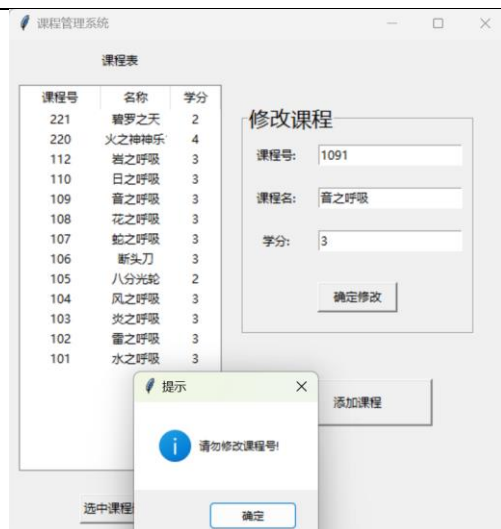 课程管理系统
课程表
课程号 名称 学分
221 碧罗之天 2
220 火之神神乐 4
112 岩之呼吸 3
110 日之呼吸 3
109 音之呼吸 3
108 花之呼吸 3
107 蛇之呼吸 3
106 断头刀 3
105 八分光轮 2
104 风之呼吸 3
103 炎之呼吸 3
102 雷之呼吸 3
101 水之呼吸 3
修改课程
课程号: 1091
课程名: 音之呼吸
学分: 3
确定修改
添加课程
选中课程
提示
请勿修改课程号!
确定